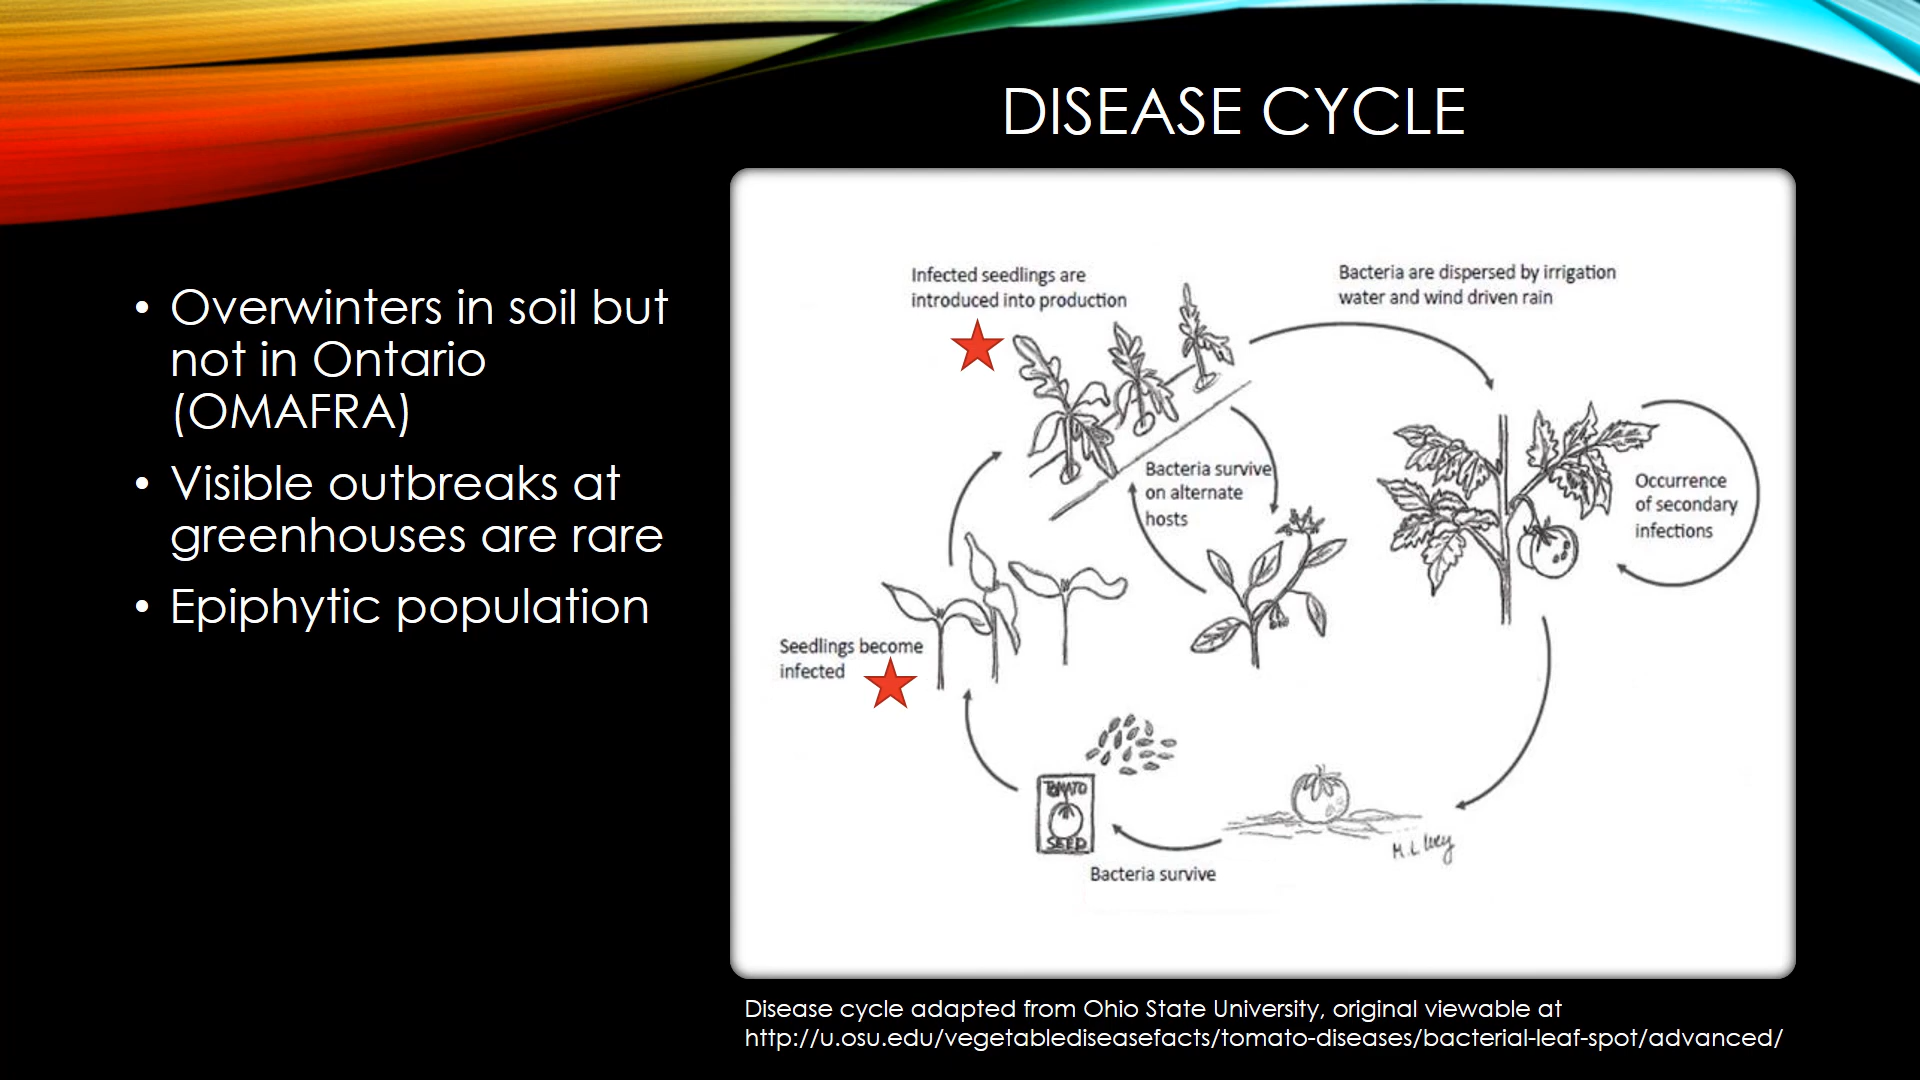 DISEASE CYCLE
• Overwinters in soil but
not in Ontario
(OMAFRA)
• Visible outbreaks at
greenhouses are rare
• Epiphytic population
Infected seedlings are
introduced into production
Bacteria are dispersed by irrigation
water and wind driven rain
Bacteria survive
on alternate
hosts
Occurrence
of secondary
infections
Seedlings become
infected
TOMATO
SEED
Bacteria survive
Disease cycle adapted from Ohio State University, original viewable at
http://u.osu.edu/vegetablediseasefacts/tomato-diseases/bacterial-leaf-spot/advanced/